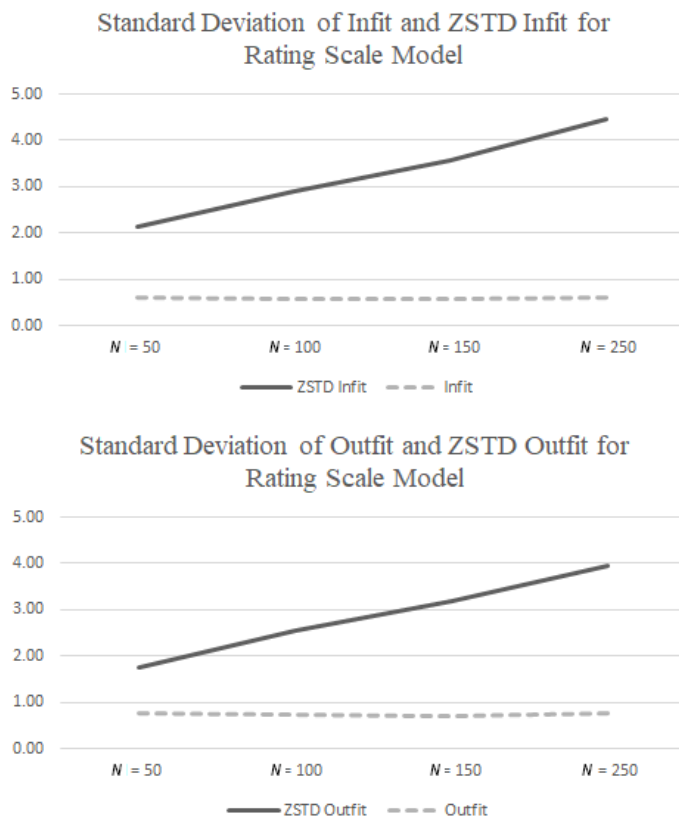 Standard Deviation of Infit and ZSTD Infit for
Rating Scale Model
5.00
4.00
3.00
2.00
1.00
0.00
N = 50 N = 100 N = 150 N = 250
ZSTD Infit Infit
Standard Deviation of Outfit and ZSTD Outfit for
Rating Scale Model
5.00
4.00
3.00
2.00
1.00
0.00
N = 50 N = 100 N = 150 N = 250
ZSTD Outfit Outfit